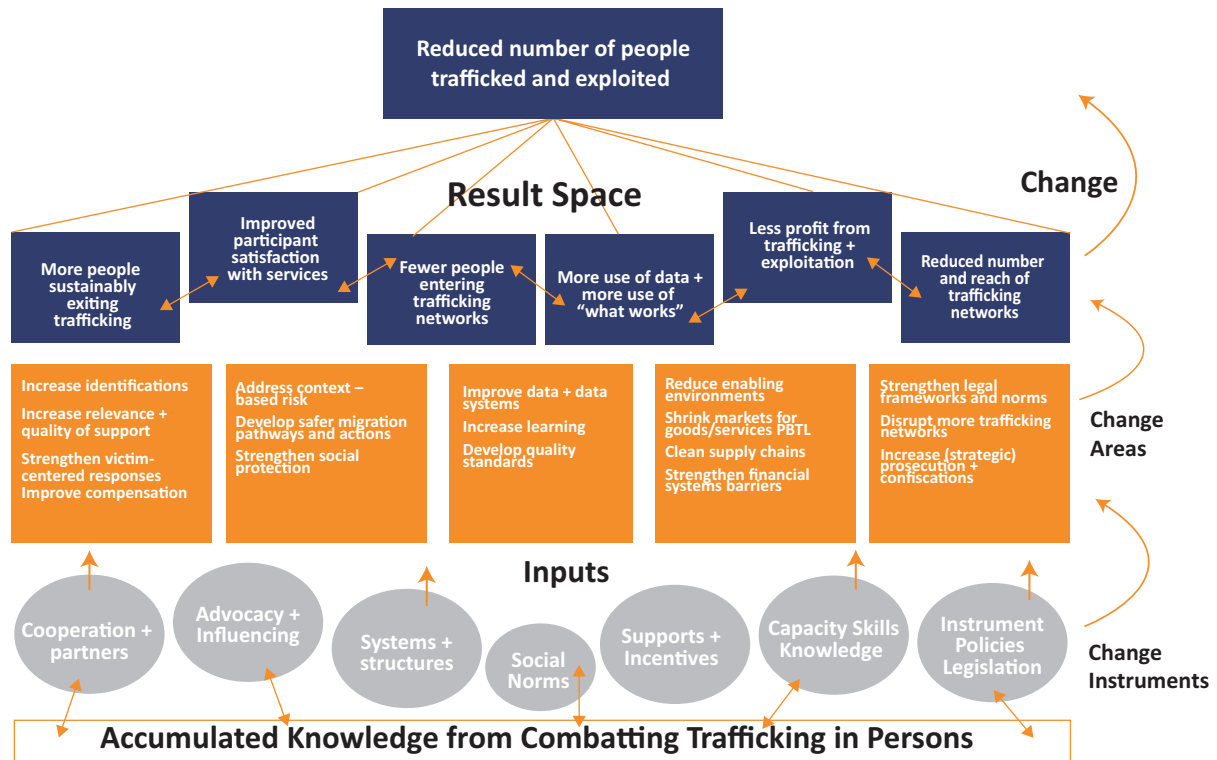 Reduced number of people
trafficked and exploited
Result Space
Change
More people
sustainably
exiting
trafficking
Improved
participant
satisfaction
with services
Fewer people
entering
trafficking
networks
More use of data +
more use of
“what works”
Less profit from
trafficking +
exploitation
Reduced number
and reach of
trafficking
networks
Increase identifications
Increase relevance +
quality of support
Strengthen victim-
centered responses
Improve compensation
Address context –
based risk
Develop safer migration
pathways and actions
Strengthen social
protection
Improve data + data
systems
Increase learning
Develop quality
standards
Reduce enabling
environments
Shrink markets for
goods/services PBTL
Clean supply chains
Strengthen financial
systems barriers
Strengthen legal
frameworks and norms
Disrupt more trafficking
networks
Increase (strategic)
prosecution +
confiscations
Change
Areas
Inputs
Cooperation +
partners
Advocacy +
Influencing
Systems +
structures
Social
Norms
Supports +
Incentives
Capacity Skills
Knowledge
Instrument
Policies
Legislation
Change
Instruments
Accumulated Knowledge from Combatting Trafficking in Persons